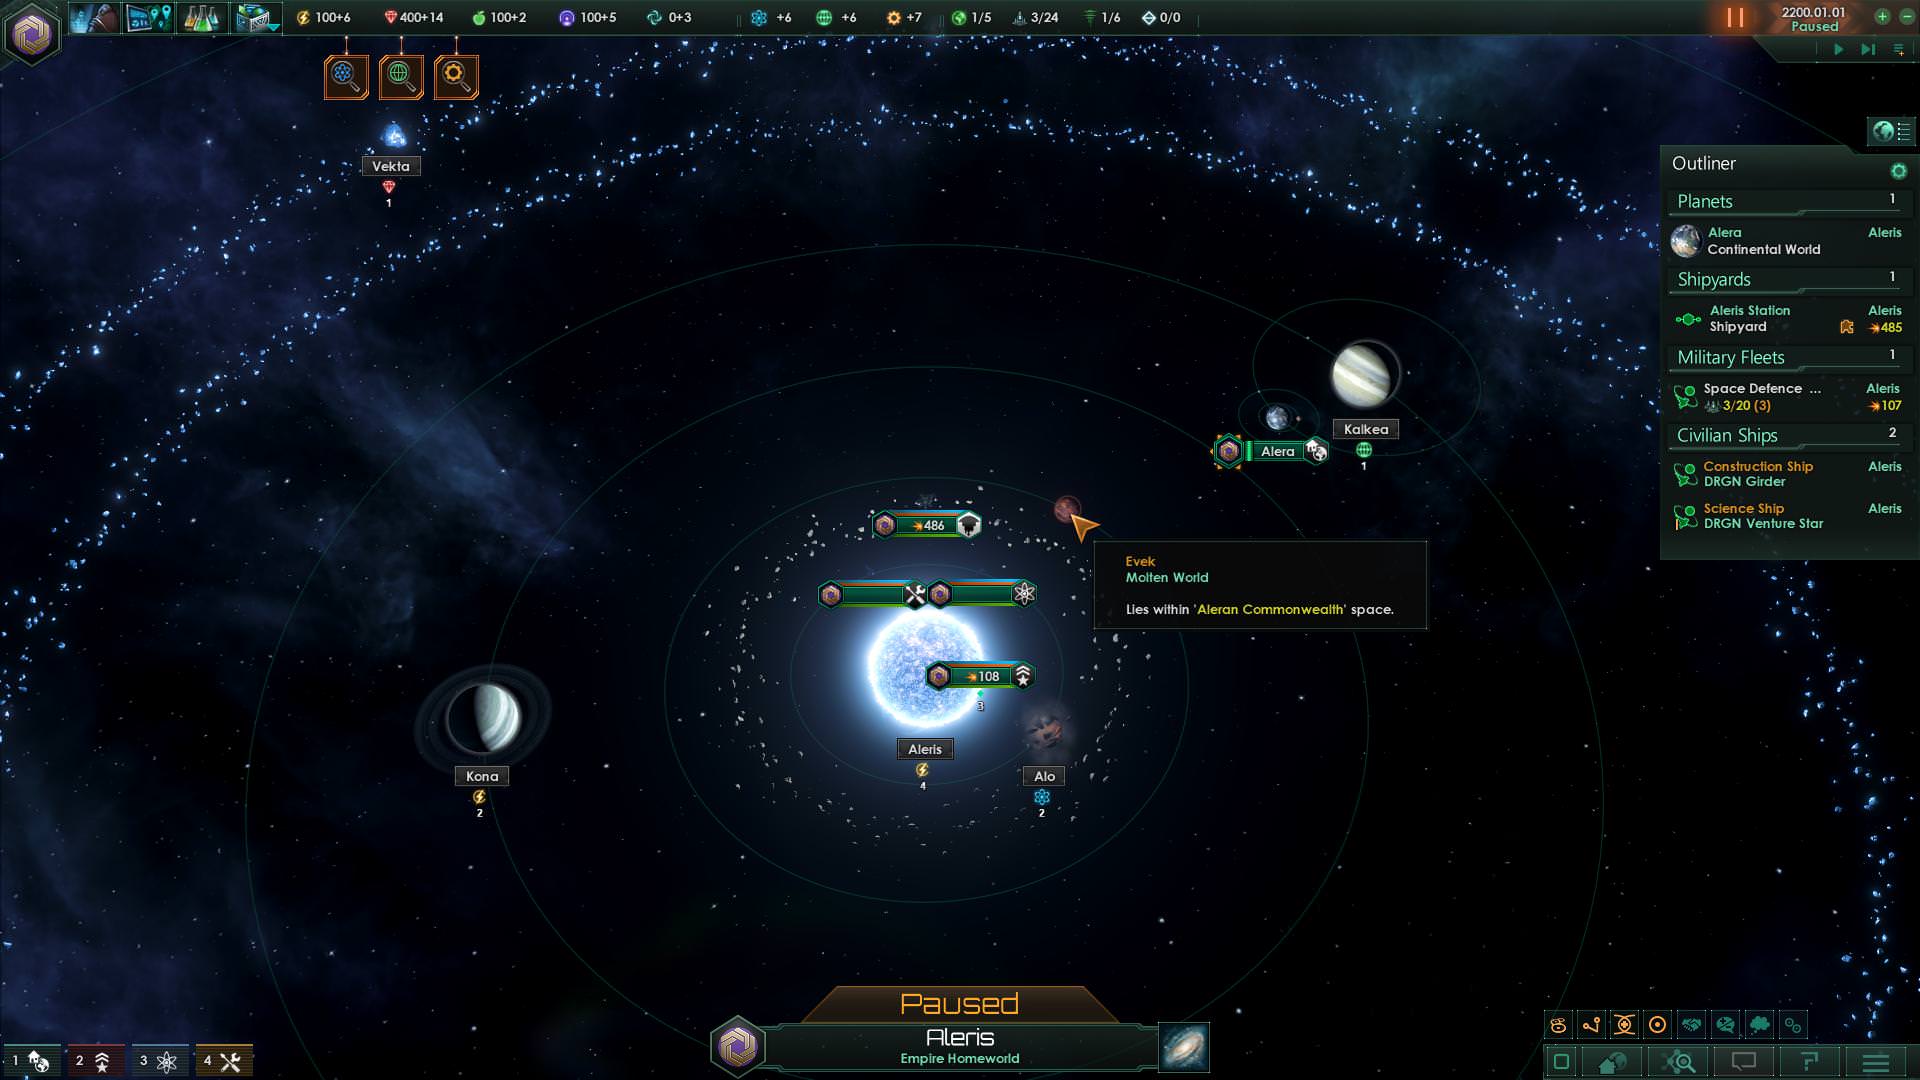 100+6 400+14 100+2 100+5 0+3 +6 +6 +7 1/5 3/24 1/6 0/0
2200.01.01
Paused
Vekta
1
Outliner
Planets 1
Alera Aleris
Continental World
Shipyards 1
Aleris Station Aleris
Shipyard 485
Military Fleets 1
Space Defence ... Aleris
3/20 (3) 107
Civilian Ships 2
Construction Ship Aleris
DRGN Girder
Science Ship Aleris
DRGN Venture Star
Kalkea
1
Alera
486
Evek
Molten World
Lies within 'Aleran Commonwealth' space.
108
3
Aleris
4
Kona
2
Alo
2
Paused
Aleris
Empire Homeworld
1 2 3 4